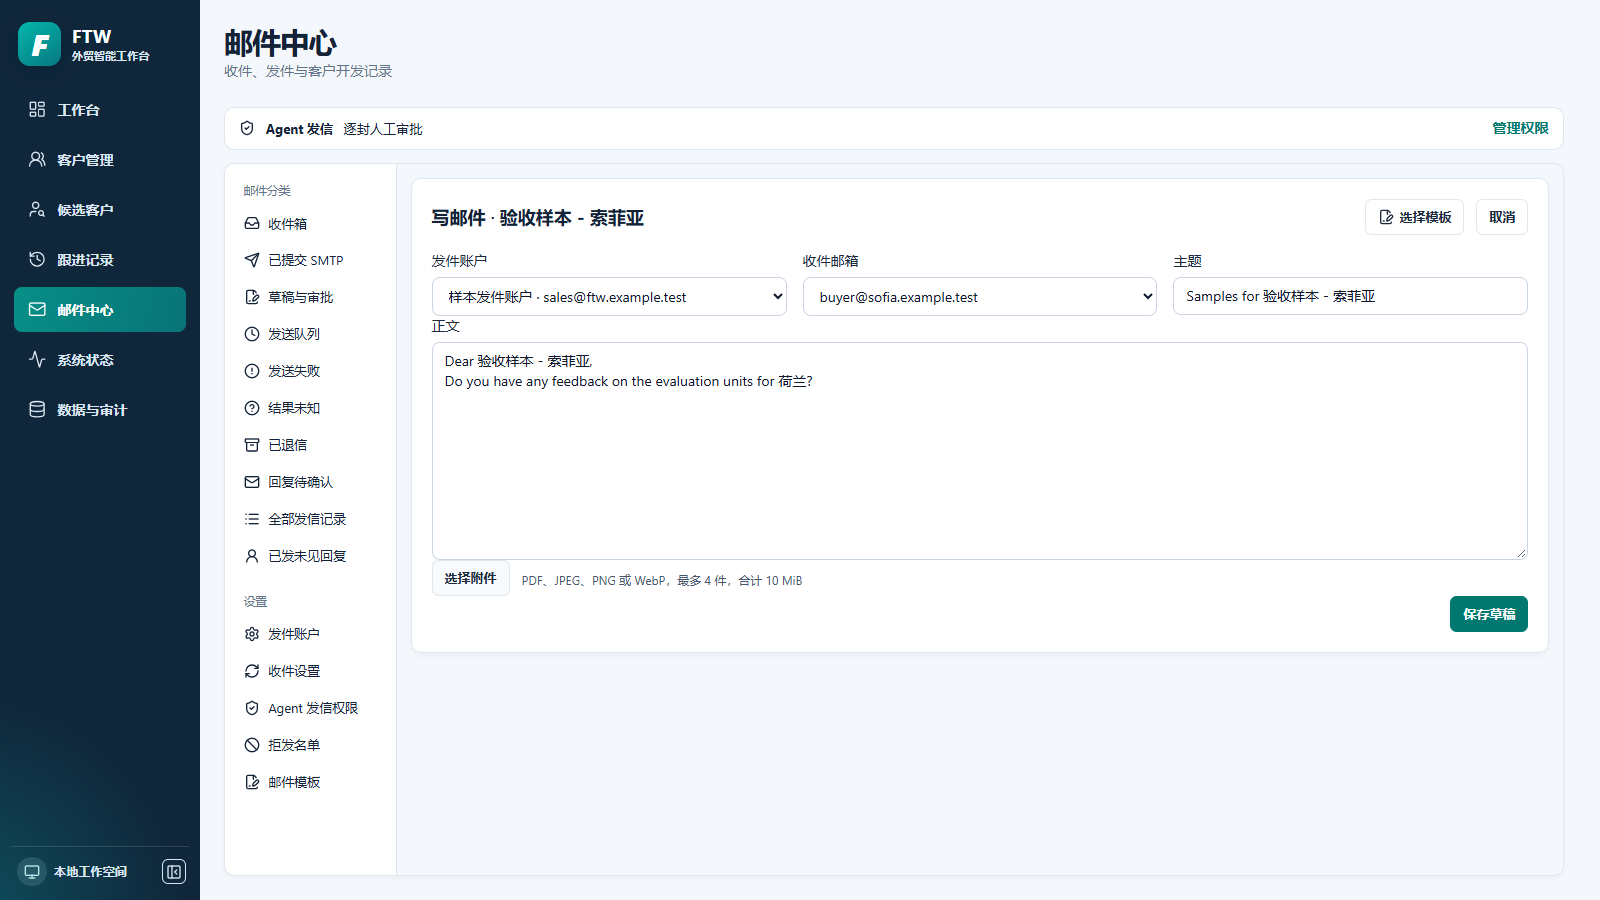 FTW
外贸智能工作台
工作台
客户管理
候选客户
跟进记录
邮件中心
系统状态
数据与审计
本地工作空间
邮件中心
收件、发件与客户开发记录
Agent 发信 逐封人工审批
管理权限
邮件分类
收件箱
已提交 SMTP
草稿与审批
发送队列
发送失败
结果未知
已退信
回复待确认
全部发信记录
已发未见回复
设置
发件账户
收件设置
Agent 发信权限
拒发名单
邮件模板
写邮件 · 验收样本 - 索菲亚
选择模板
取消
发件账户
样本发件账户 · sales@ftw.example.test
收件邮箱
buyer@sofia.example.test
主题
Samples for 验收样本 - 索菲亚
正文
Dear 验收样本 - 索菲亚,
Do you have any feedback on the evaluation units for 荷兰?
选择附件
PDF、JPEG、PNG 或 WebP，最多 4 件，合计 10 MiB
保存草稿